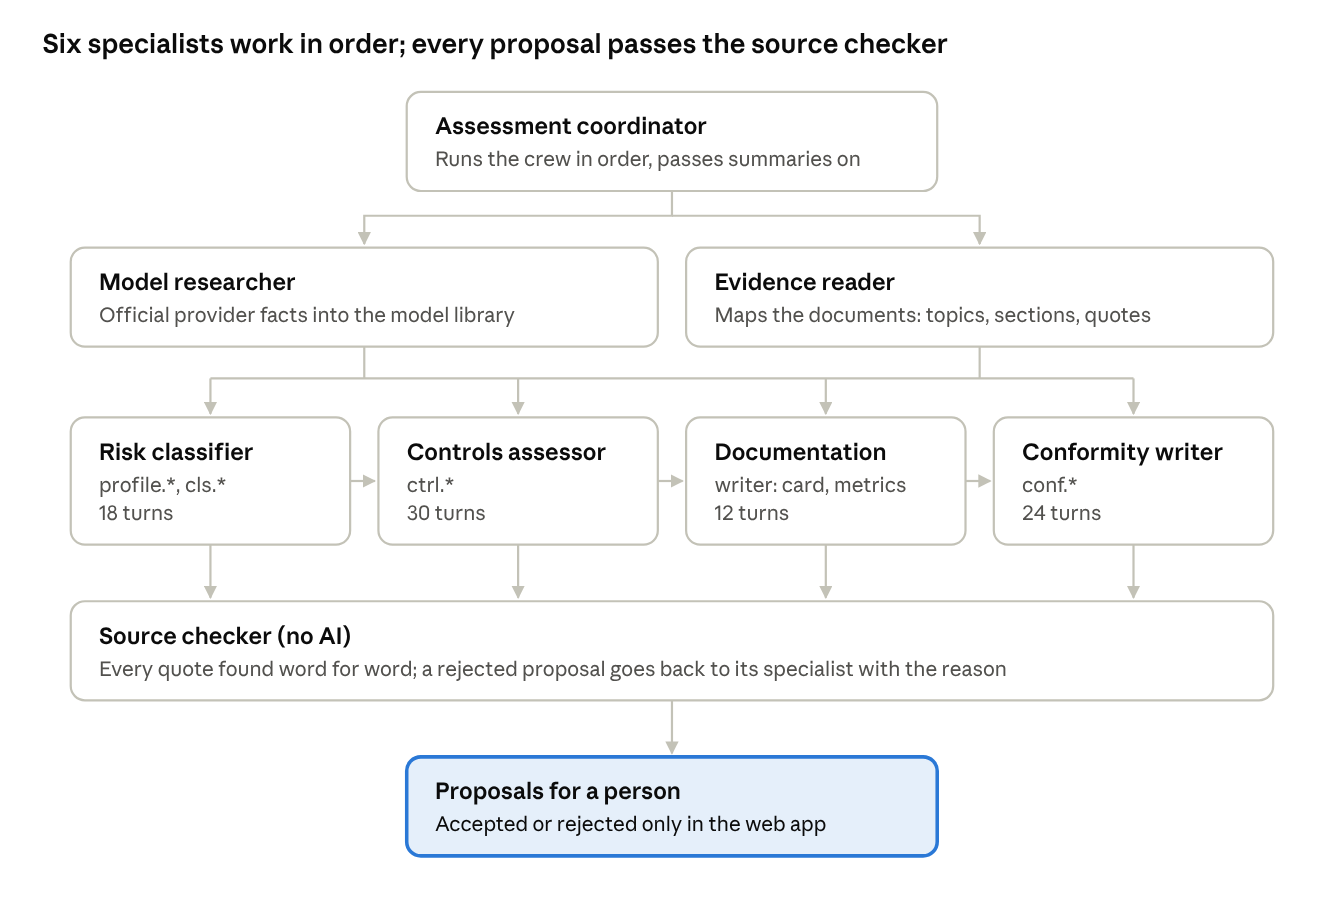 Six specialists work in order; every proposal passes the source checker
Assessment coordinator
Runs the crew in order, passes summaries on
Model researcher
Official provider facts into the model library
Evidence reader
Maps the documents: topics, sections, quotes
Risk classifier
profile.*, cls.*
18 turns
Controls assessor
ctrl.*
30 turns
Documentation
writer: card, metrics
12 turns
Conformity writer
conf.*
24 turns
Source checker (no AI)
Every quote found word for word; a rejected proposal goes back to its specialist with the reason
Proposals for a person
Accepted or rejected only in the web app